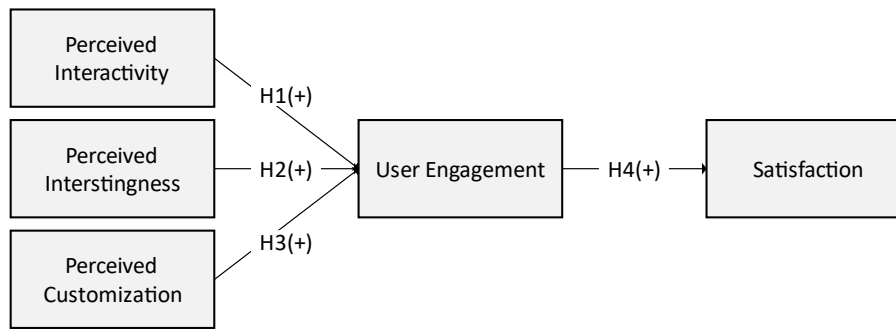 Perceived
Interactivity
H1(+)
Perceived
Interstingness
H2(+)
User Engagement
H4(+)
Satisfaction
H3(+)
Perceived
Customization